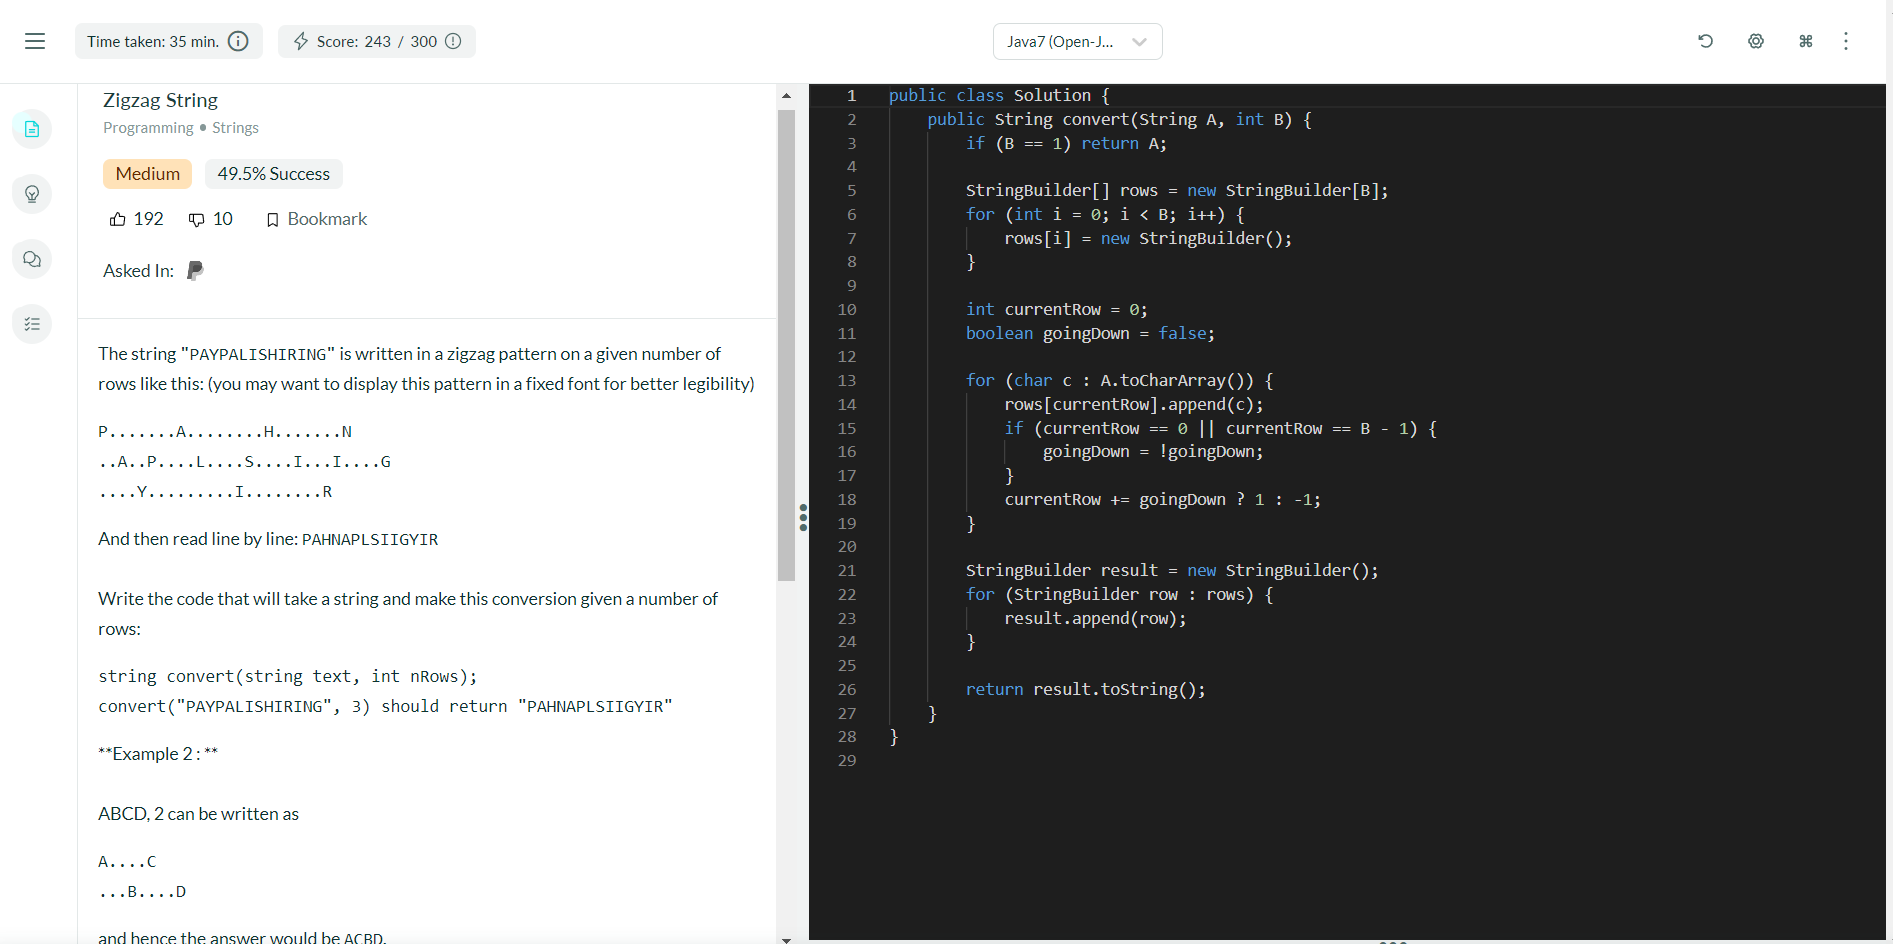 Time taken: 35 min.
Score: 243 / 300
Java7 (Open-J...
Zigzag String
Programming • Strings
Medium
49.5% Success
192
10
Bookmark
Asked In:
The string "PAYPALISHIRING" is written in a zigzag pattern on a given number of
rows like this: (you may want to display this pattern in a fixed font for better legibility)
P.......A........H.......N
..A..P....L....S....I...I....G
....Y.........I........R
And then read line by line: PAHNAPLSIIGYIR
Write the code that will take a string and make this conversion given a number of
rows:
string convert(string text, int nRows);
convert("PAYPALISHIRING", 3) should return "PAHNAPLSIIGYIR"
**Example 2 : **
ABCD, 2 can be written as
A....C
...B....D
and hence the answer would be ACBD.
1 public class Solution {
2 public String convert(String A, int B) {
3 if (B == 1) return A;
4
5 StringBuilder[] rows = new StringBuilder[B];
6 for (int i = 0; i < B; i++) {
7 rows[i] = new StringBuilder();
8 }
9
10 int currentRow = 0;
11 boolean goingDown = false;
12
13 for (char c : A.toCharArray()) {
14 rows[currentRow].append(c);
15 if (currentRow == 0 || currentRow == B - 1) {
16 goingDown = !goingDown;
17 }
18 currentRow += goingDown ? 1 : -1;
19 }
20
21 StringBuilder result = new StringBuilder();
22 for (StringBuilder row : rows) {
23 result.append(row);
24 }
25
26 return result.toString();
27 }
28 }
29